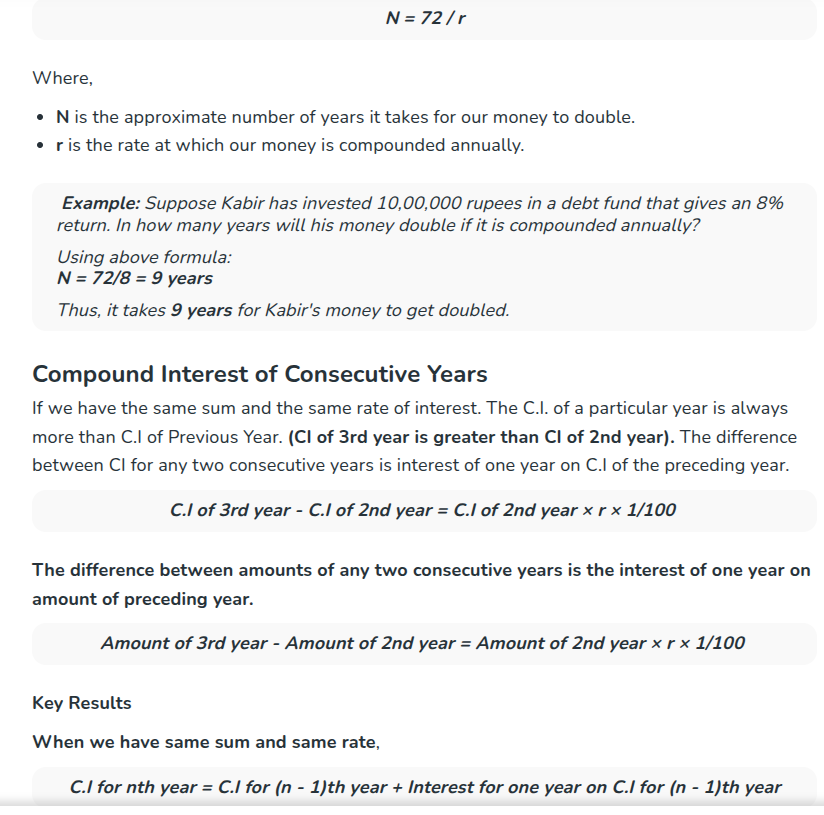 N = 72 / r
Where,
N is the approximate number of years it takes for our money to double.
r is the rate at which our money is compounded annually.
Example: Suppose Kabir has invested 10,00,000 rupees in a debt fund that gives an 8%
return. In how many years will his money double if it is compounded annually?
Using above formula:
N = 72/8 = 9 years
Thus, it takes 9 years for Kabir's money to get doubled.
Compound Interest of Consecutive Years
If we have the same sum and the same rate of interest. The C.I. of a particular year is always
more than C.I of Previous Year. (CI of 3rd year is greater than CI of 2nd year). The difference
between CI for any two consecutive years is interest of one year on C.I of the preceding year.
C.I of 3rd year - C.I of 2nd year = C.I of 2nd year × r × 1/100
The difference between amounts of any two consecutive years is the interest of one year on
amount of preceding year.
Amount of 3rd year - Amount of 2nd year = Amount of 2nd year × r × 1/100
Key Results
When we have same sum and same rate,
C.I for nth year = C.I for (n - 1)th year + Interest for one year on C.I for (n - 1)th year